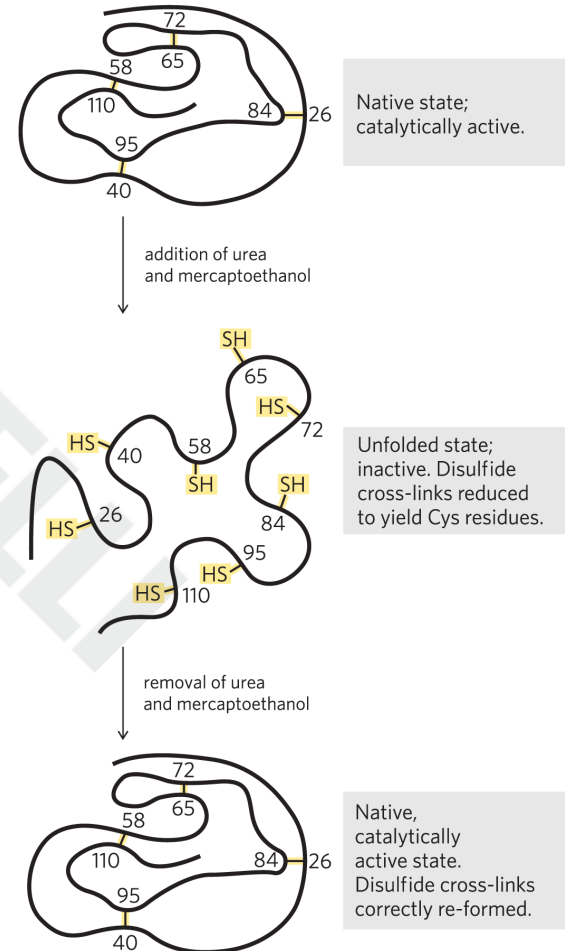 72
65
58
110
84
26
95
40
Native state;
catalytically active.
addition of urea
and mercaptoethanol
SH
65
HS
72
HS
40
58
SH
SH
84
26
HS
95
HS
HS
110
Unfolded state;
inactive. Disulfide
cross-links reduced
to yield Cys residues.
removal of urea
and mercaptoethanol
72
65
58
110
84
26
95
40
Native,
catalytically
active state.
Disulfide cross-links
correctly re-formed.
ELLI